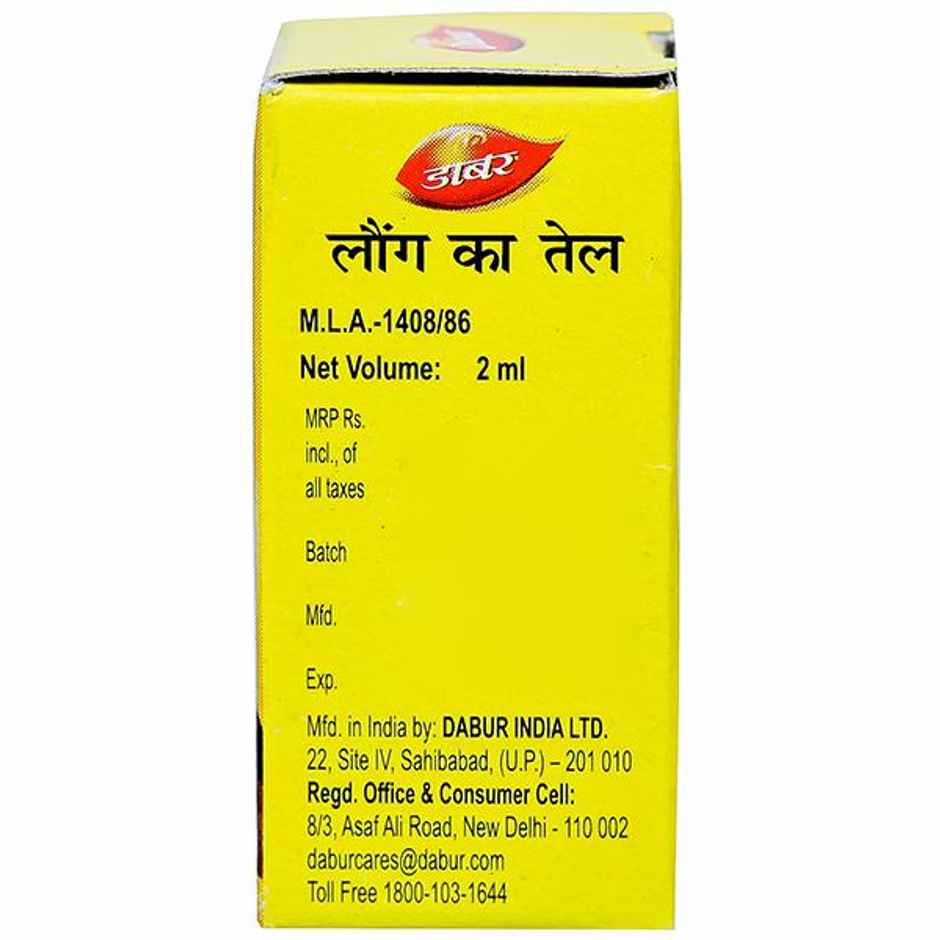 डाबर
लौंग का तेल
M.L.A.-1408/86
Net Volume: 2 ml
MRP Rs.
incl., of
all taxes
Batch
Mfd.
Exp.
Mfd. in India by: DABUR INDIA LTD.
22, Site IV, Sahibabad, (U.P.) – 201 010
Regd. Office & Consumer Cell:
8/3, Asaf Ali Road, New Delhi - 110 002
daburcares@dabur.com
Toll Free 1800-103-1644